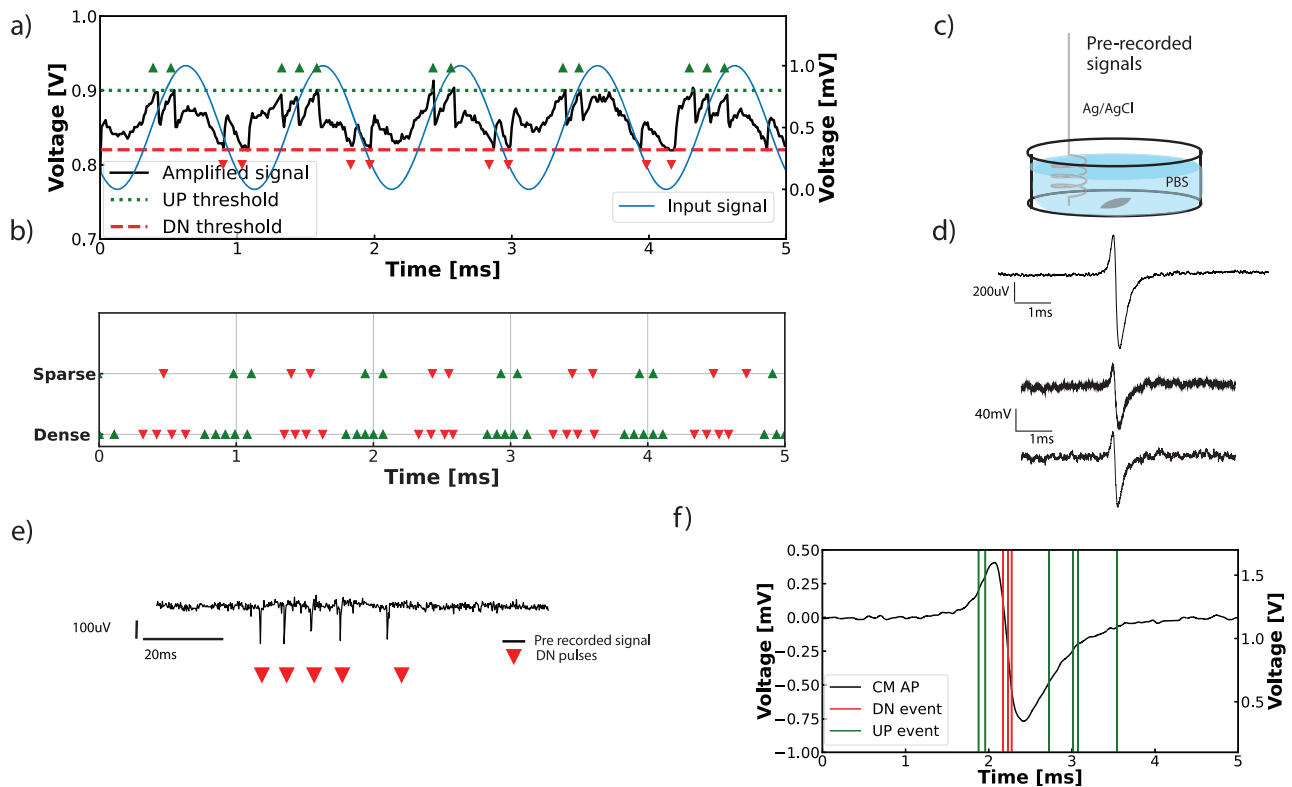 a)
1.0
0.9
0.8
0.7
Voltage [V]
1.0
0.5
0.0
Voltage [mV]
Amplified signal
UP threshold
DN threshold
Input signal
0
1
2
3
4
5
Time [ms]
b)
Sparse
Dense
0
1
2
3
4
5
Time [ms]
c)
Pre-recorded
signals
Ag/AgCl
PBS
d)
200uV
1ms
40mV
1ms
e)
100uV
20ms
Pre recorded signal
DN pulses
f)
0.50
0.25
0.00
−0.25
−0.50
−0.75
−1.00
Voltage [mV]
1.5
1.0
0.5
Voltage [V]
CM AP
DN event
UP event
0
1
2
3
4
5
Time [ms]